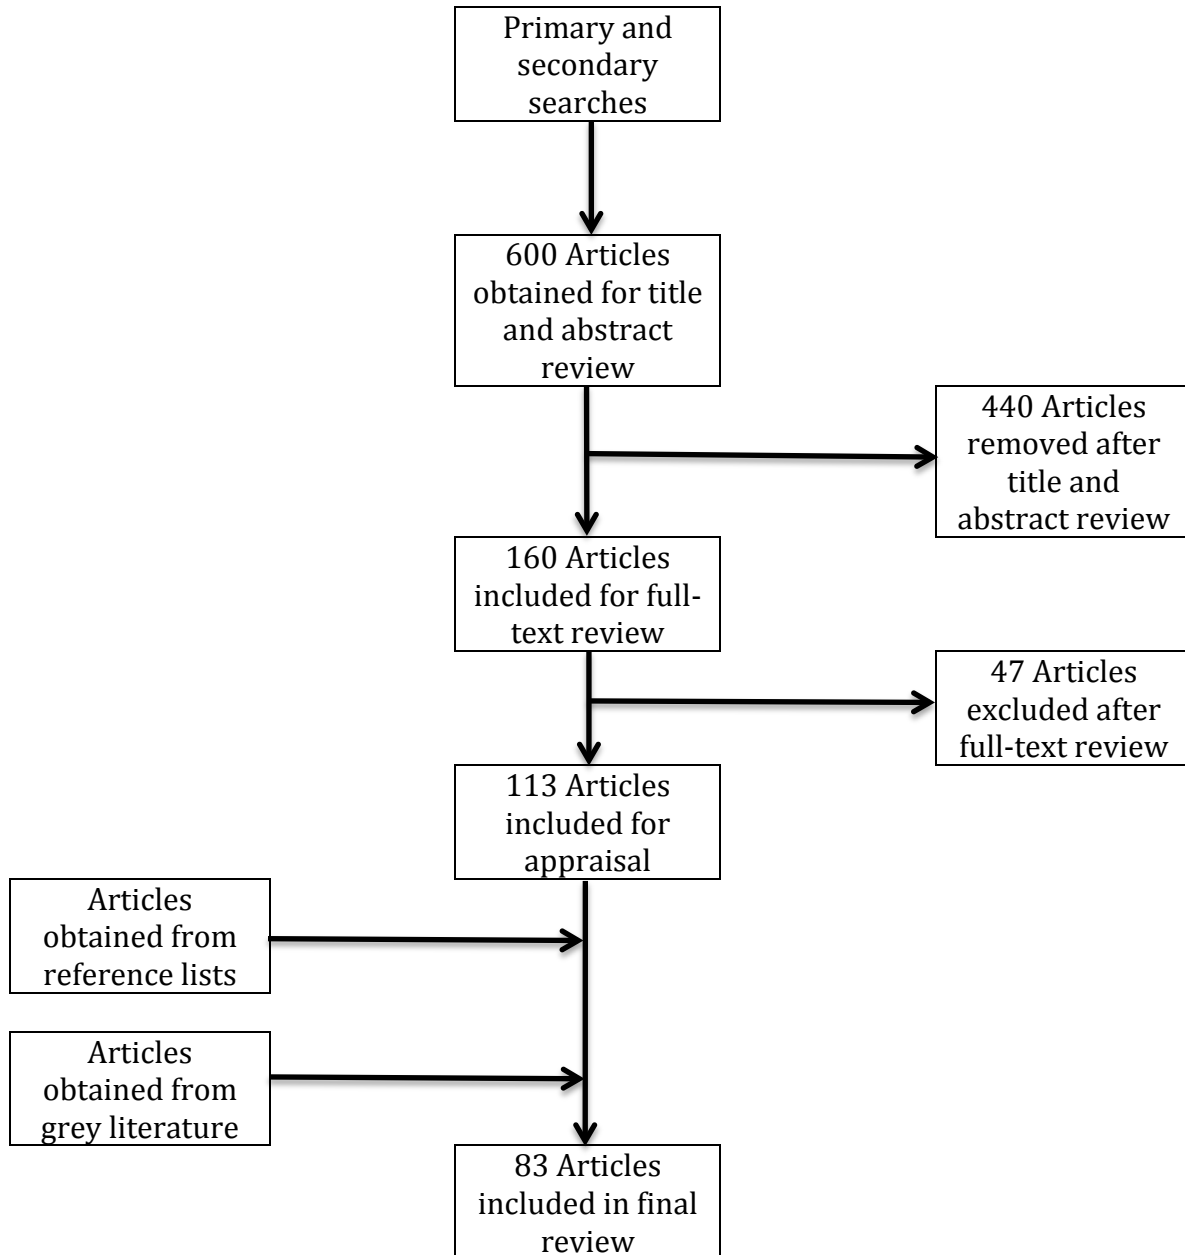 Primary and
secondary
searches
600 Articles
obtained for title
and abstract
review
440 Articles
removed after
title and
abstract review
160 Articles
included for full-
text review
47 Articles
excluded after
full-text review
113 Articles
included for
appraisal
Articles
obtained from
reference lists
Articles
obtained from
grey literature
83 Articles
included in final
review